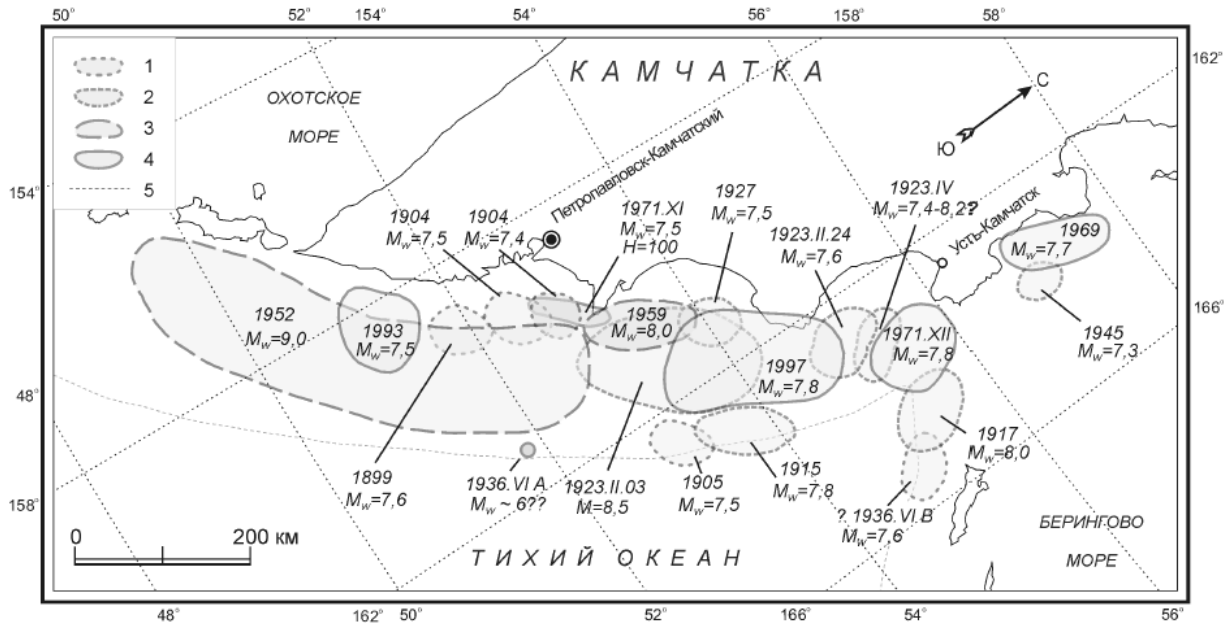 50°
52°
154°
54°
56°
158°
58°
1
2
3
4
5
ОХОТСКОЕ
МОРЕ
КАМЧАТКА
С
Ю
162°
154°
Петропавловск-Камчатский
Усть-Камчатск
1904
Mw=7,5
1904
Mw=7,4
1971.XI
Mw=7,5
H=100
1927
Mw=7,5
1923.II.24
Mw=7,6
1923.IV
Mw=7,4-8,2?
1969
Mw=7,7
166°
1952
Mw=9,0
1993
Mw=7,5
1959
Mw=8,0
1997
Mw=7,8
1971.XII
Mw=7,8
1945
Mw=7,3
48°
1899
Mw=7,6
1936.VI A
Mw ~ 6??
1923.II.03
M=8,5
1905
Mw=7,5
1915
Mw=7,8
1917
Mw=8,0
? 1936.VI.B
Mw=7,6
158°
0
200 км
ТИХИЙ ОКЕАН
БЕРИНГОВО
МОРЕ
48°
162°
50°
52°
166°
54°
56°